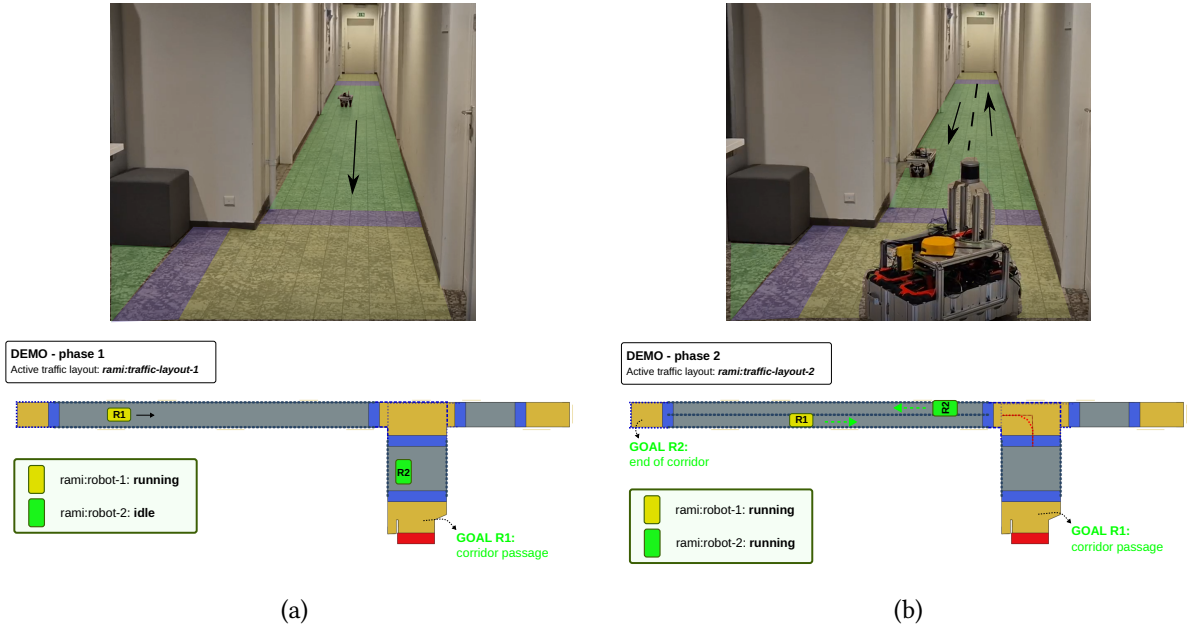 DEMO - phase 1
Active traffic layout: rami:traffic-layout-1
R1
R2
rami:robot-1: running
rami:robot-2: idle
GOAL R1:
corridor passage
(a)
DEMO - phase 2
Active traffic layout: rami:traffic-layout-2
R2
R1
GOAL R2:
end of corridor
rami:robot-1: running
rami:robot-2: running
GOAL R1:
corridor passage
(b)